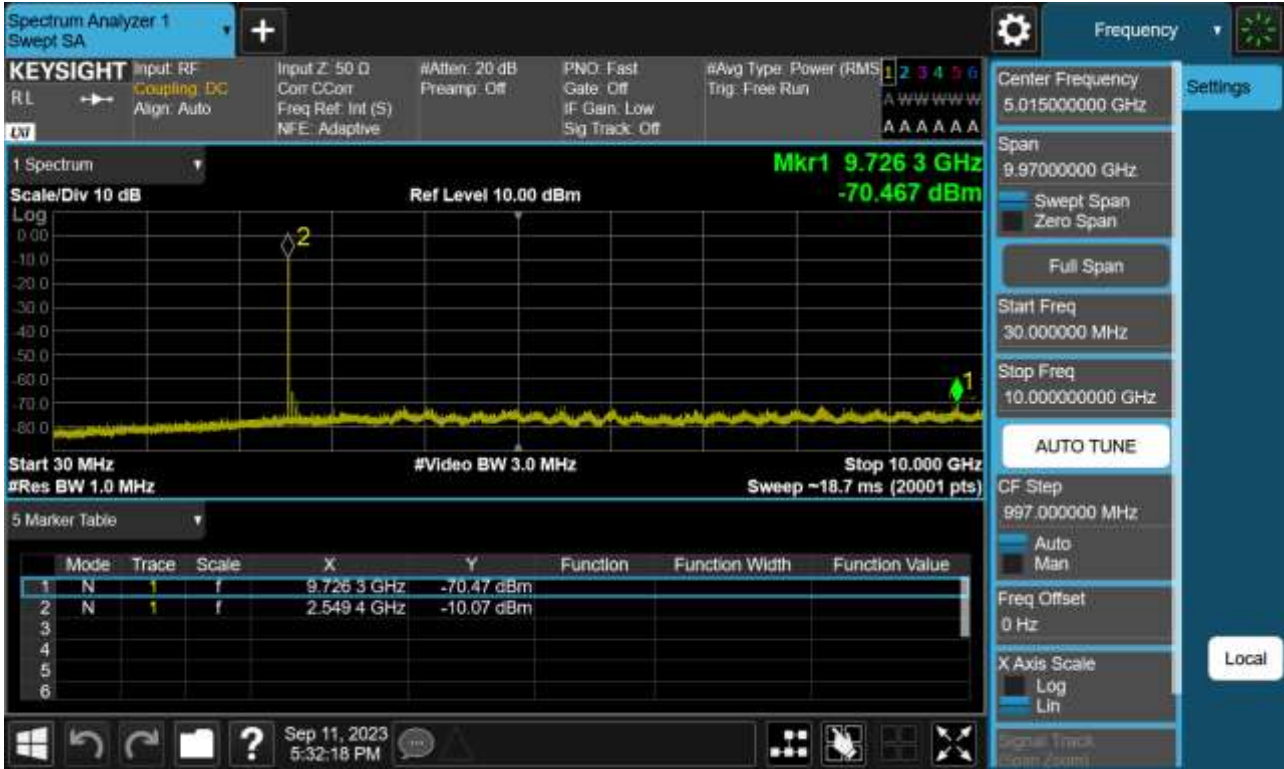 Spectrum Analyzer 1
Swept SA
Frequency
KEYSIGHT
RL
LXI
Input: RF
Coupling: DC
Align: Auto
Input Z: 50 Ω
Corr CCorr
Freq Ref: Int (S)
NFE: Adaptive
#Atten: 20 dB
Preamp: Off
PNO: Fast
Gate: Off
IF Gain: Low
Sig Track: Off
#Avg Type: Power (RMS
Trig: Free Run
1 2 3 4 5 6
A W W W W W
A A A A A A
1 Spectrum
Scale/Div 10 dB
Ref Level 10.00 dBm
Mkr1 9.726 3 GHz
-70.467 dBm
Log
0.00
-10.0
-20.0
-30.0
-40.0
-50.0
-60.0
-70.0
-80.0
2
1
Start 30 MHz
#Video BW 3.0 MHz
Stop 10.000 GHz
#Res BW 1.0 MHz
Sweep ~18.7 ms (20001 pts)
5 Marker Table
Mode Trace Scale X Y Function Function Width Function Value
1 N 1 f 9.726 3 GHz -70.47 dBm
2 N 1 f 2.549 4 GHz -10.07 dBm
3
4
5
6
Sep 11, 2023
5:32:18 PM
Center Frequency
5.015000000 GHz
Settings
Span
9.97000000 GHz
Swept Span
Zero Span
Full Span
Start Freq
30.000000 MHz
Stop Freq
10.000000000 GHz
AUTO TUNE
CF Step
997.000000 MHz
Auto
Man
Freq Offset
0 Hz
X Axis Scale
Log
Lin
Signal Track
(Span Zoom)
Local